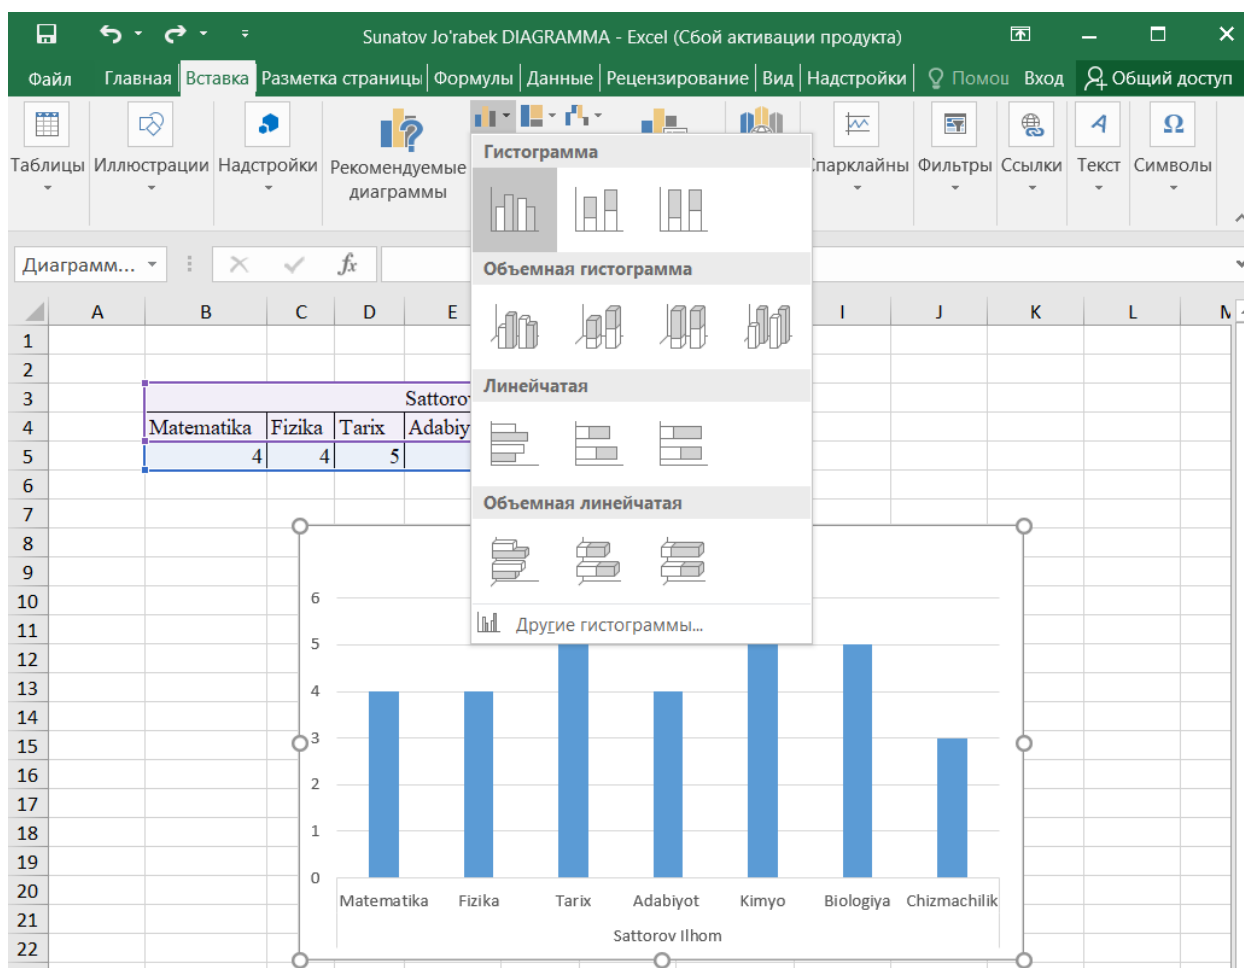 Sunatov Jo'rabek DIAGRAMMA - Excel (Сбой активации продукта)
Файл Главная Вставка Разметка страницы Формулы Данные Рецензирование Вид Надстройки Помощ Вход Общий доступ
Таблицы Иллюстрации Надстройки Рекомендуемые диаграммы Спарклайны Фильтры Ссылки Текст Символы
Гистограмма
Диаграмм... fx
Объемная гистограмма
A B C D E I J K L M
1
2
3 Sattorov
Линейчатая
4 Matematika Fizika Tarix Adabiy
5 4 4 5
6
Объемная линейчатая
7
8
9
10
11
Другие гистограммы...
12
13
14
15
16
17
18
19
20
21
22
6
5
4
3
2
1
0
Matematika Fizika Tarix Adabiyot Kimyo Biologiya Chizmachilik
Sattorov Ilhom